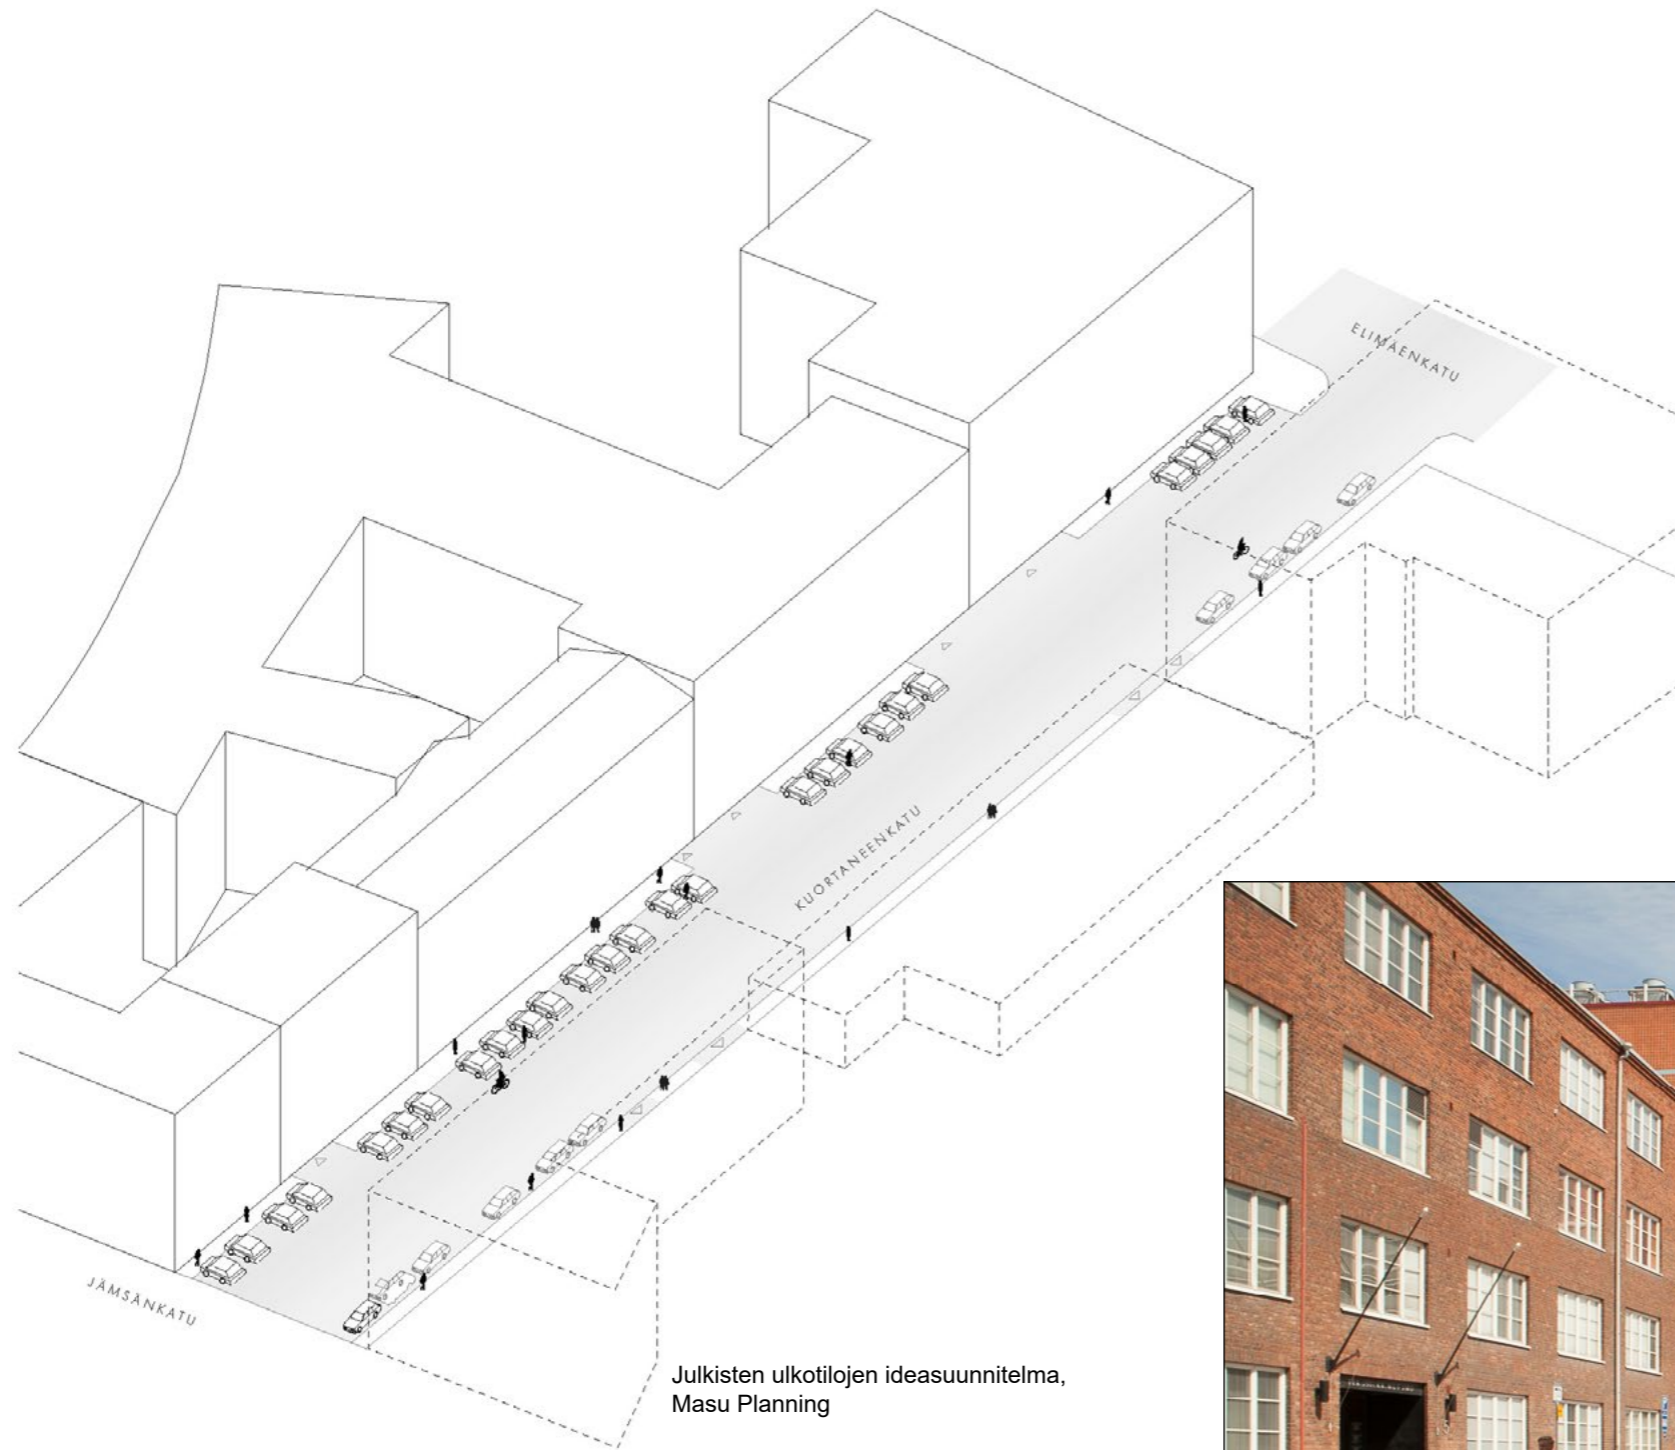 ELIMÄENKATU
KUORTANEENKATU
JÄMSÄNKATU
Julkisten ulkotilojen ideasuunnitelma,
Masu Planning